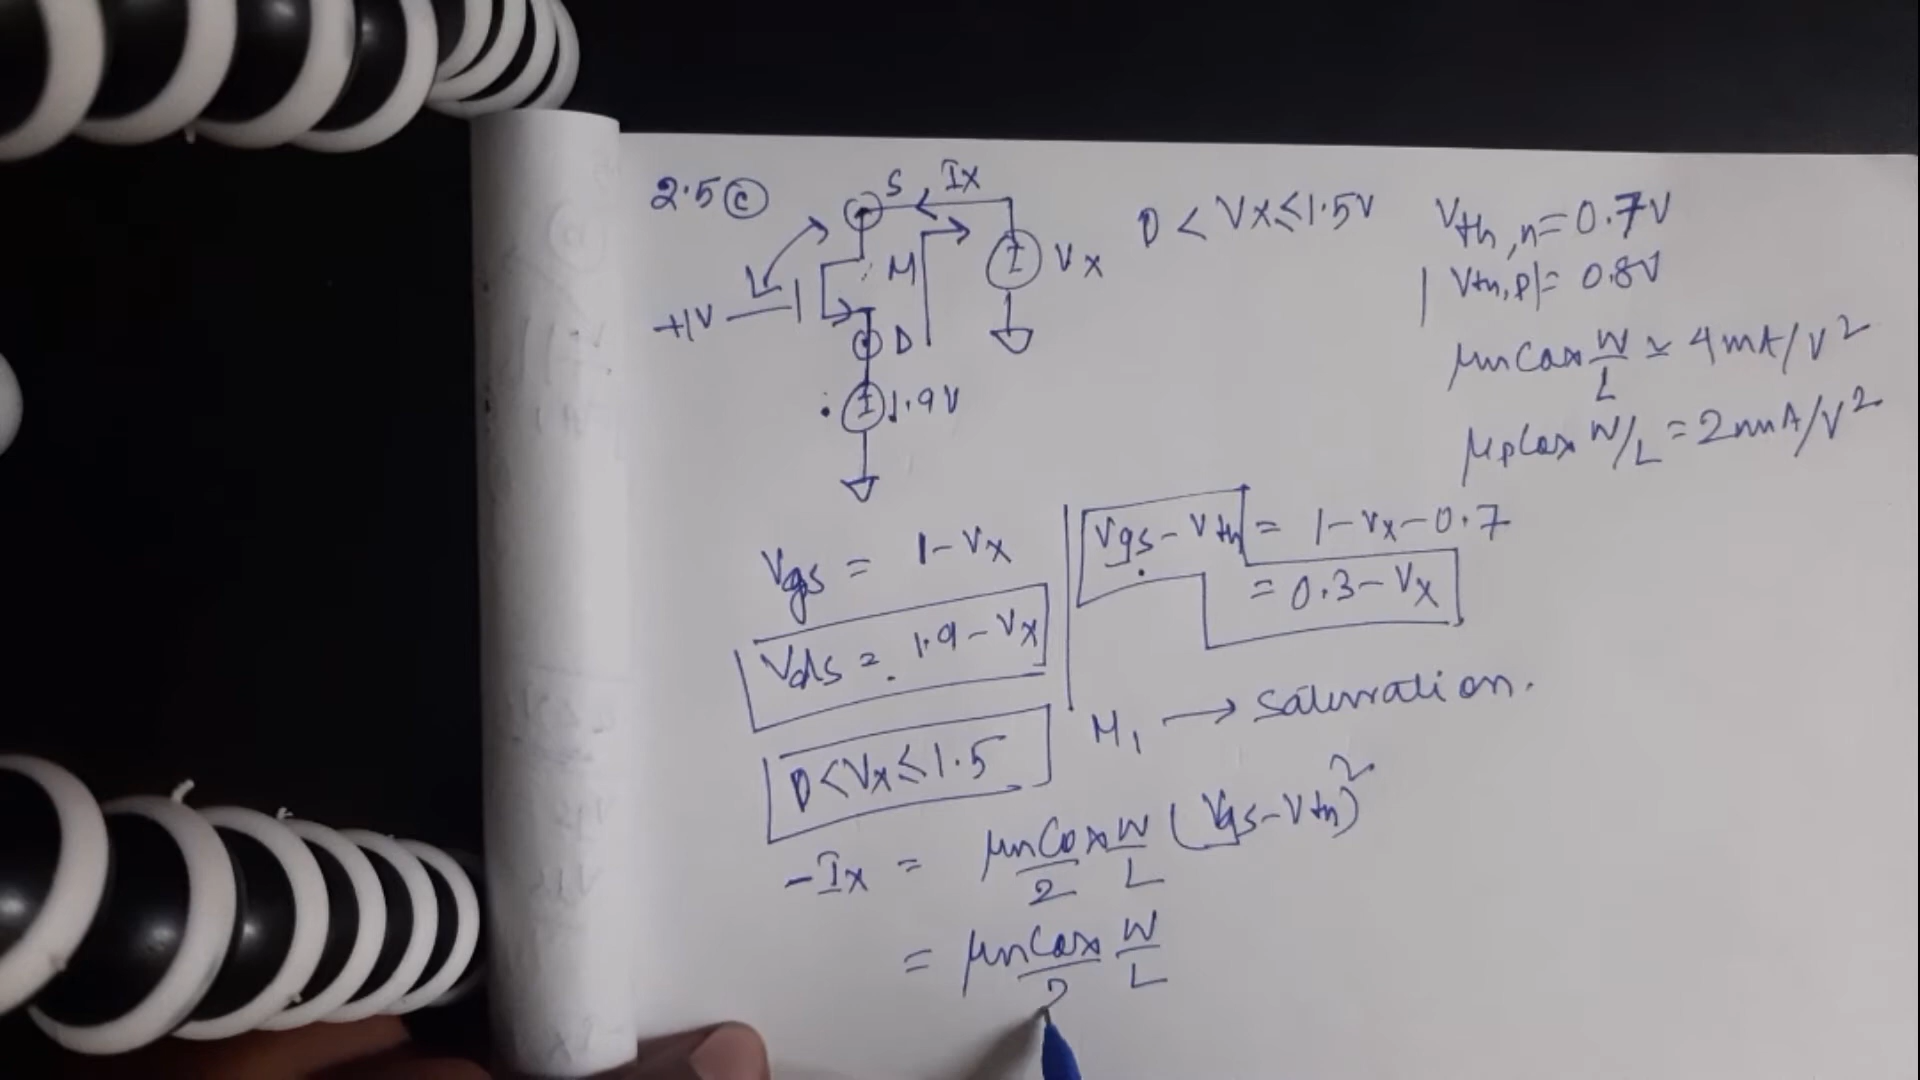 2.5 ⓒ
S Ix
M
Vx
+1V
D
1.9V
0 < Vx ≤ 1.5V
Vth,n = 0.7V
|Vth,p| = 0.8V
μnCox W/L ≃ 4mA/V²
μpCox W/L = 2mA/V²
Vgs = 1-Vx
Vds = 1.9-Vx
0<Vx≤1.5
Vgs-Vth = 1-Vx-0.7
= 0.3-Vx
M₁ → Saturation.
-Ix = μnCox/2 W/L (Vgs-Vth)²
= μnCox/2 W/L